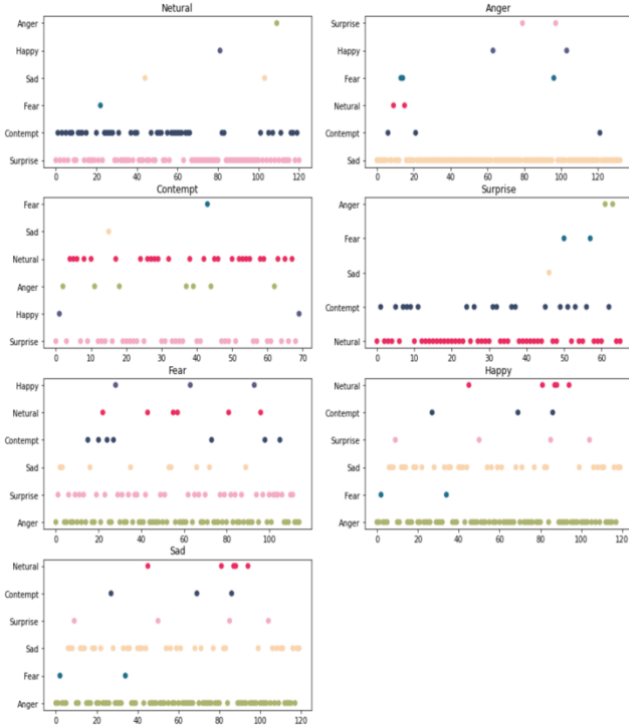 Netural
Anger
Happy
Sad
Fear
Contempt
Surprise
0 20 40 60 80 100 120
Anger
Surprise
Happy
Fear
Netural
Contempt
Sad
0 20 40 60 80 100 120
Contempt
Fear
Sad
Netural
Anger
Happy
Surprise
0 10 20 30 40 50 60 70
Surprise
Anger
Fear
Sad
Contempt
Netural
0 10 20 30 40 50 60
Fear
Happy
Netural
Contempt
Sad
Surprise
Anger
0 20 40 60 80 100
Happy
Netural
Contempt
Surprise
Sad
Fear
Anger
0 20 40 60 80 100 120
Sad
Netural
Contempt
Surprise
Sad
Fear
Anger
0 20 40 60 80 100 120